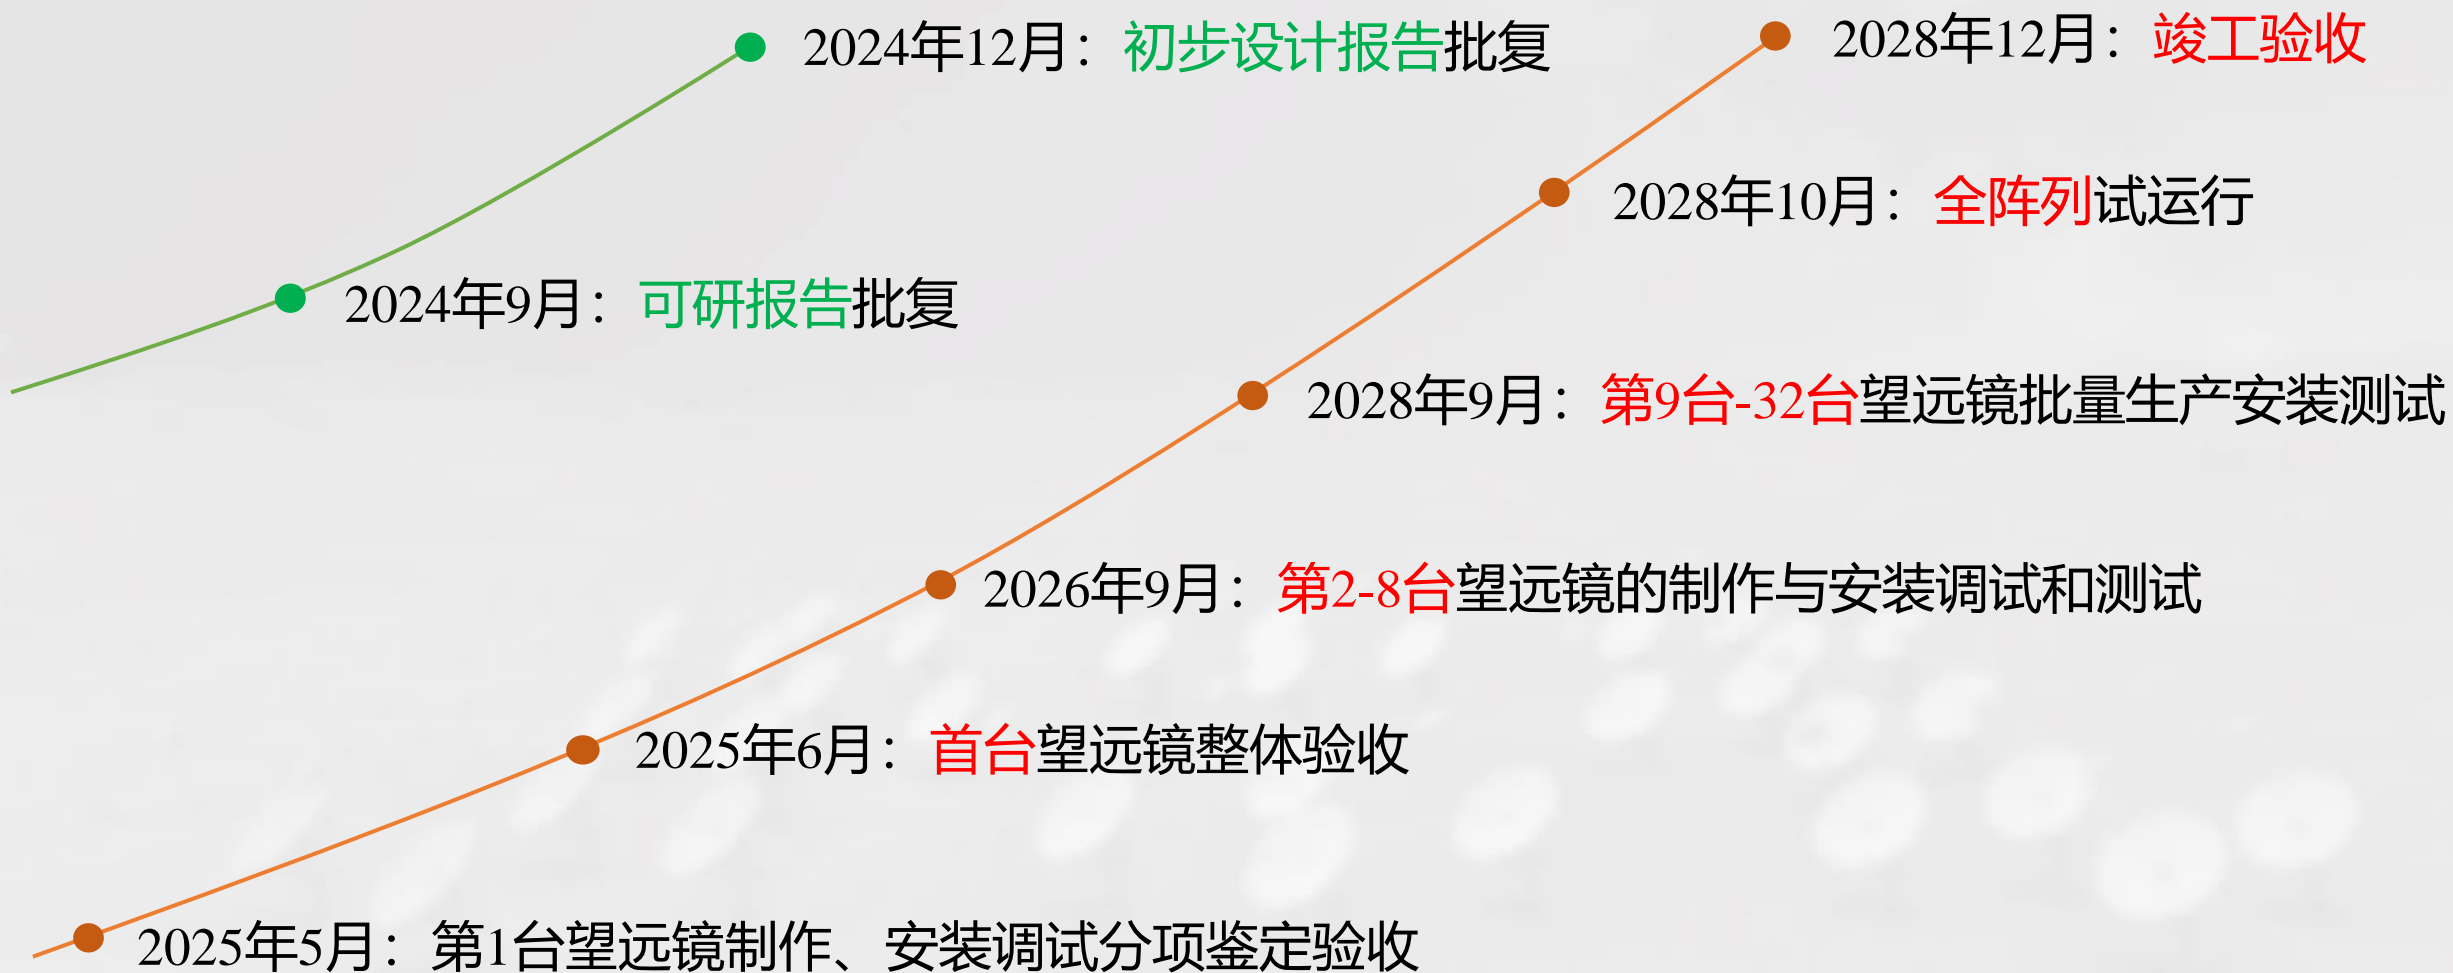 2024年12月：初步设计报告批复
2024年9月：可研报告批复
2028年12月：竣工验收
2028年10月：全阵列试运行
2028年9月：第9台-32台望远镜批量生产安装测试
2026年9月：第2-8台望远镜的制作与安装调试和测试
2025年6月：首台望远镜整体验收
2025年5月：第1台望远镜制作、安装调试分项鉴定验收